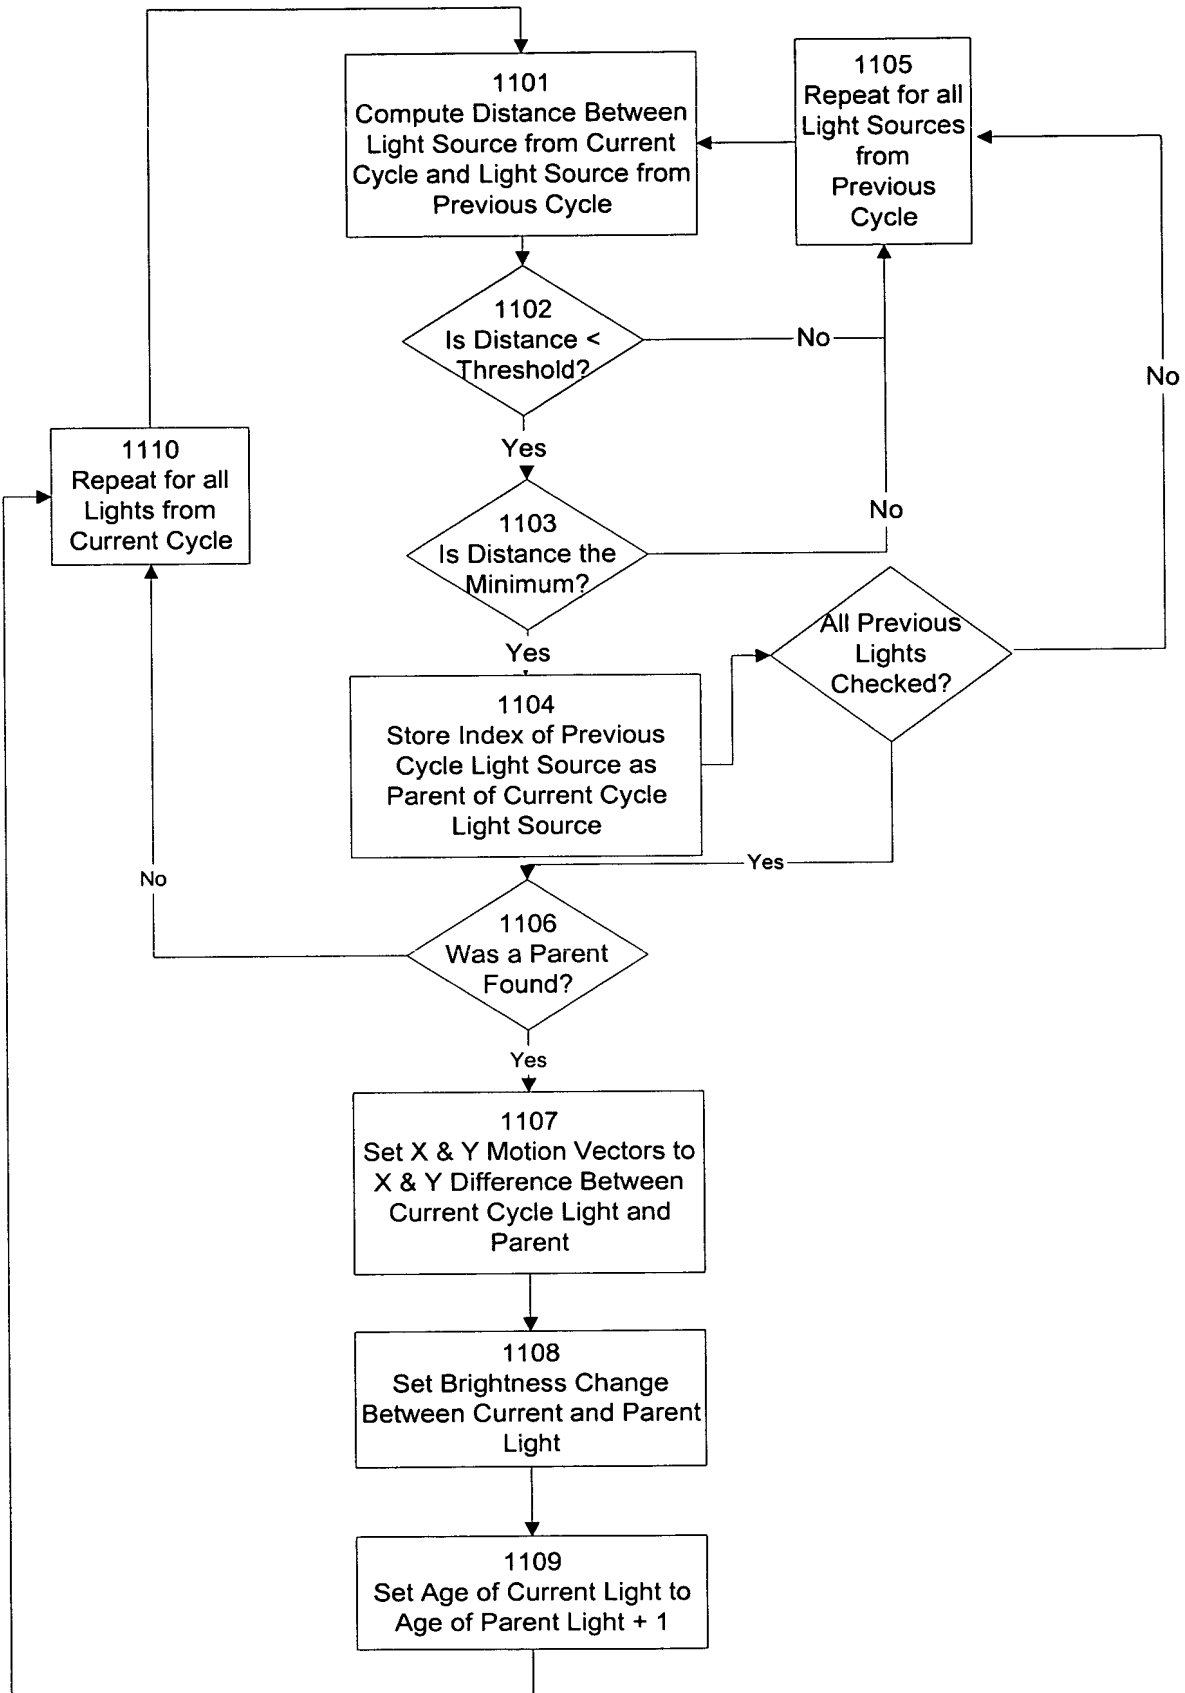 1101
Compute Distance Between
Light Source from Current
Cycle and Light Source from
Previous Cycle
1105
Repeat for all
Light Sources
from
Previous
Cycle
1102
Is Distance <
Threshold?
No
No
Yes
1110
Repeat for all
Lights from
Current Cycle
1103
Is Distance the
Minimum?
No
Yes
All Previous
Lights
Checked?
1104
Store Index of Previous
Cycle Light Source as
Parent of Current Cycle
Light Source
Yes
No
1106
Was a Parent
Found?
Yes
1107
Set X & Y Motion Vectors to
X & Y Difference Between
Current Cycle Light and
Parent
1108
Set Brightness Change
Between Current and Parent
Light
1109
Set Age of Current Light to
Age of Parent Light + 1